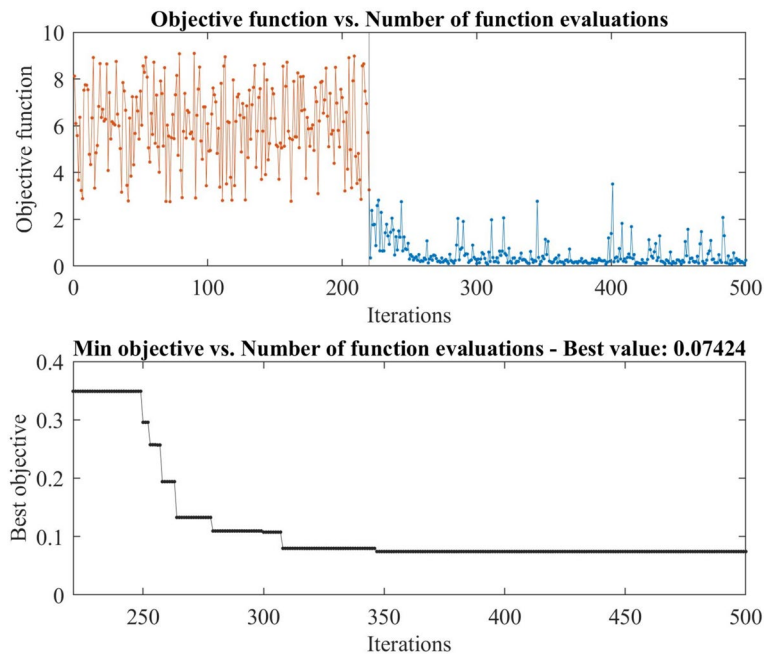 Objective function vs. Number of function evaluations
10
8
6
4
2
0
Objective function
0 100 200 300 400 500
Iterations
Min objective vs. Number of function evaluations - Best value: 0.07424
0.4
0.3
0.2
0.1
0
Best objective
250 300 350 400 450 500
Iterations